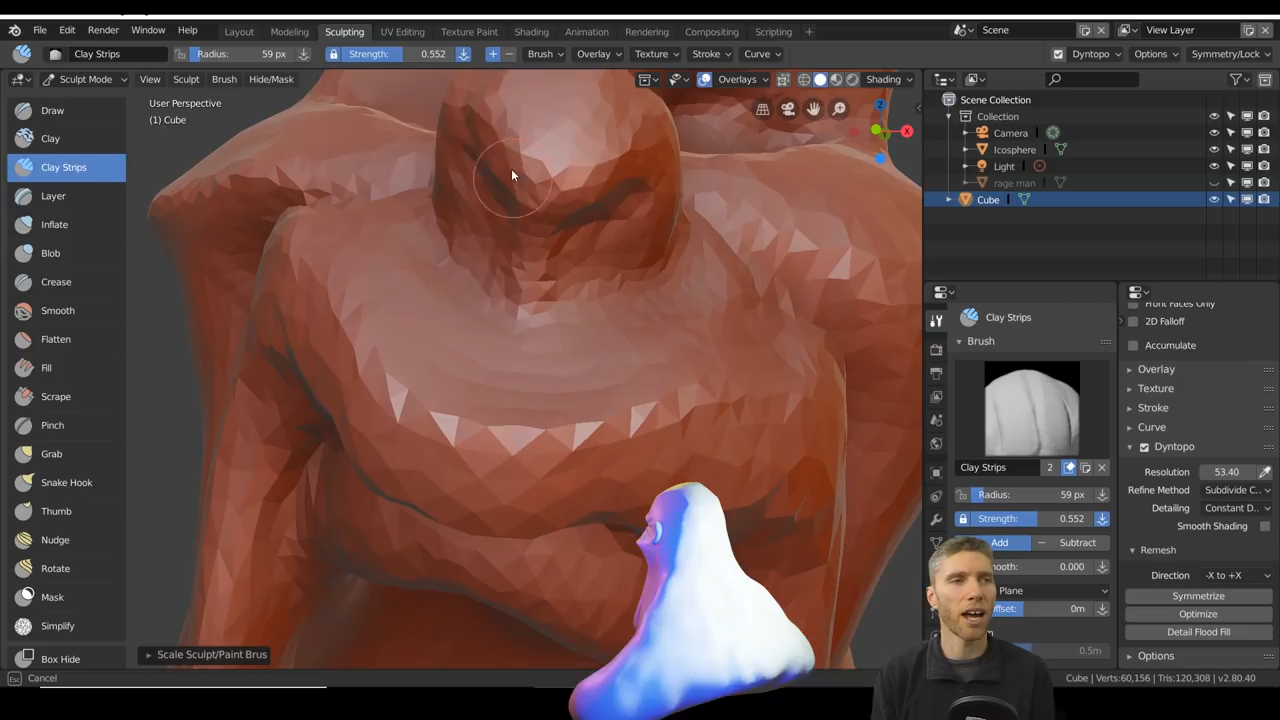 File Edit Render Window Help Layout Modeling Sculpting UV Editing Texture Paint Shading Animation Rendering Compositing Scripting + Scene View Layer
Clay Strips Radius: 59 px Strength: 0.552 Brush Overlay Texture Stroke Curve Dyntopo Options Symmetry/Lock
Sculpt Mode View Sculpt Brush Hide/Mask Overlays Shading
User Perspective
(1) Cube
Draw
Clay
Clay Strips
Layer
Inflate
Blob
Crease
Smooth
Flatten
Fill
Scrape
Pinch
Grab
Snake Hook
Thumb
Nudge
Rotate
Mask
Simplify
Box Hide
Z
X
Scale Sculpt/Paint Brus
Esc Cancel
Scene Collection
Collection
Camera
Icosphere
Light
rage man
Cube
Clay Strips
Brush
Clay Strips 2
Radius: 59 px
Strength: 0.552
Add Subtract
0.000
Plane
0m
0.5m
Front Faces Only
2D Falloff
Accumulate
Overlay
Texture
Stroke
Curve
Dyntopo
Resolution 53.40
Refine Method Subdivide C..
Detailing Constant D..
Smooth Shading
Remesh
Direction -X to +X
Symmetrize
Optimize
Detail Flood Fill
Options
Cube | Verts:60,156 | Tris:120,308 | v2.80.40